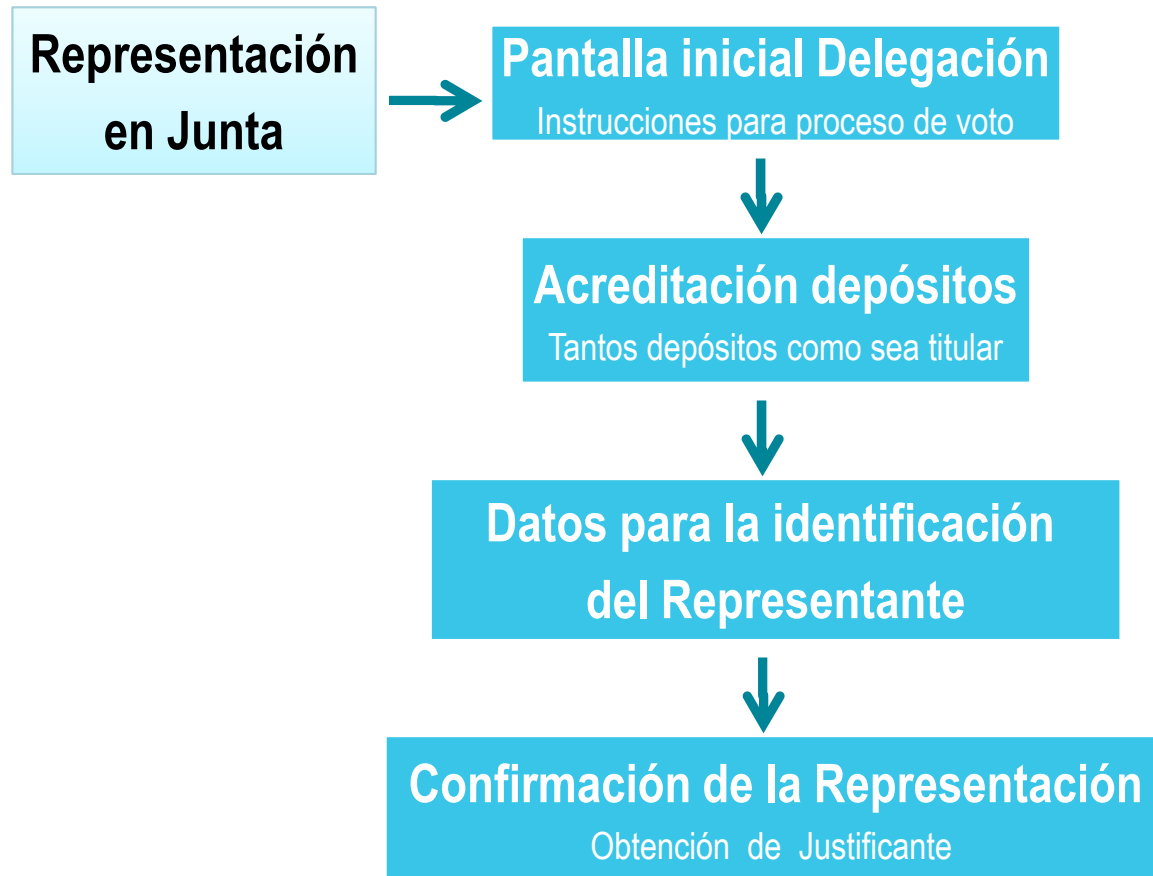 Representación
en Junta
Pantalla inicial Delegación
Instrucciones para proceso de voto
Acreditación depósitos
Tantos depósitos como sea titular
Datos para la identificación
del Representante
Confirmación de la Representación
Obtención de Justificante